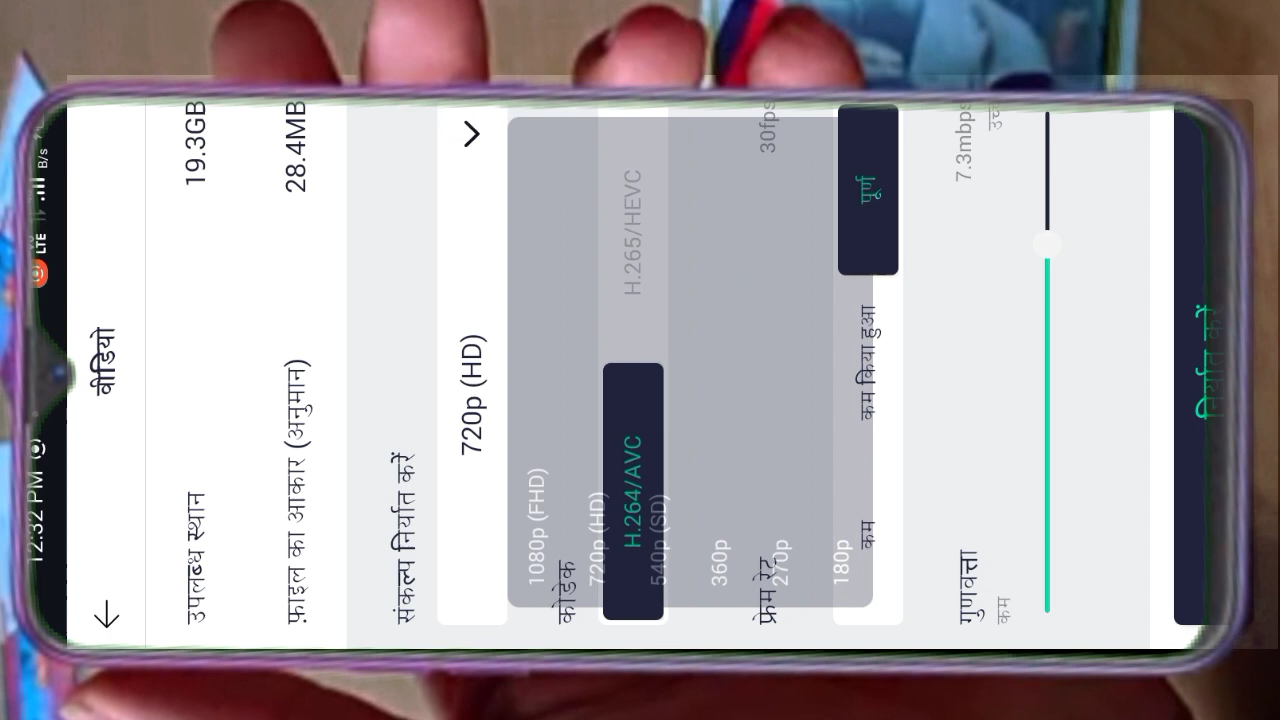 12:32 PM
LTE
B/s
वीडियो
उपलब्ध स्थान 19.3GB
फ़ाइल का आकार (अनुमान) 28.4MB
संकल्प निर्यात करें
720p (HD)
1080p (FHD)
कोडेक
720p (HD)
H.264/AVC H.265/HEVC
540p (SD)
360p
फ्रेम रेट 30fps
270p
180p
कम कम किया हुआ पूर्ण
गुणवत्ता 7.3mbps
कम
निर्यात करें